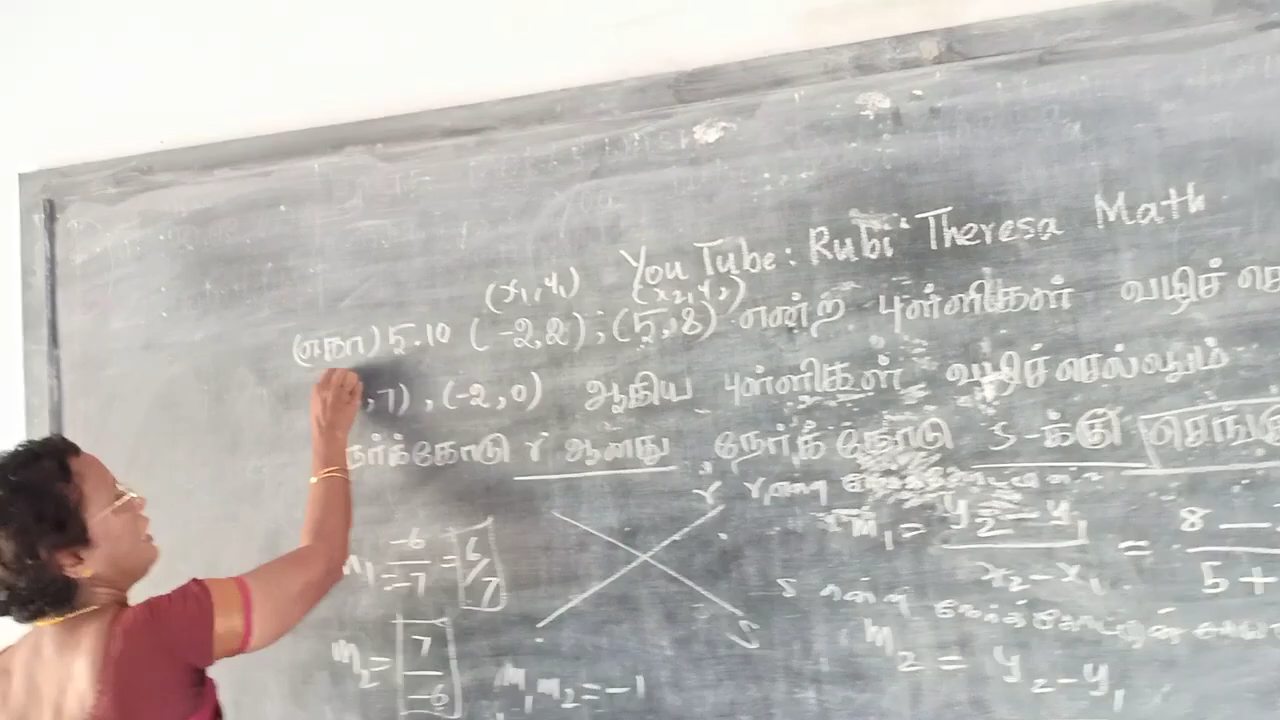 YouTube: Rubi Theresa Math
(x₁,y₁) (x₂,y₂)
(எகா) 5.10 (-2,2); (5,8) என்ற புள்ளிகள் வழிச்
,7), (-2,0) ஆகிய புள்ளிகள் வழிச்செல்லும்
நேர்க்கோடு r ஆனது நேர்க்கோடு s-க்கு
r
m₁ = y₂-y₁ / x₂-x₁ = 8 - / 5 +
m₁ = -6/-7 = 6/7
s என்ற
s
m₂ = 7/-6
m₁m₂ = -1
m₂ = y₂-y₁